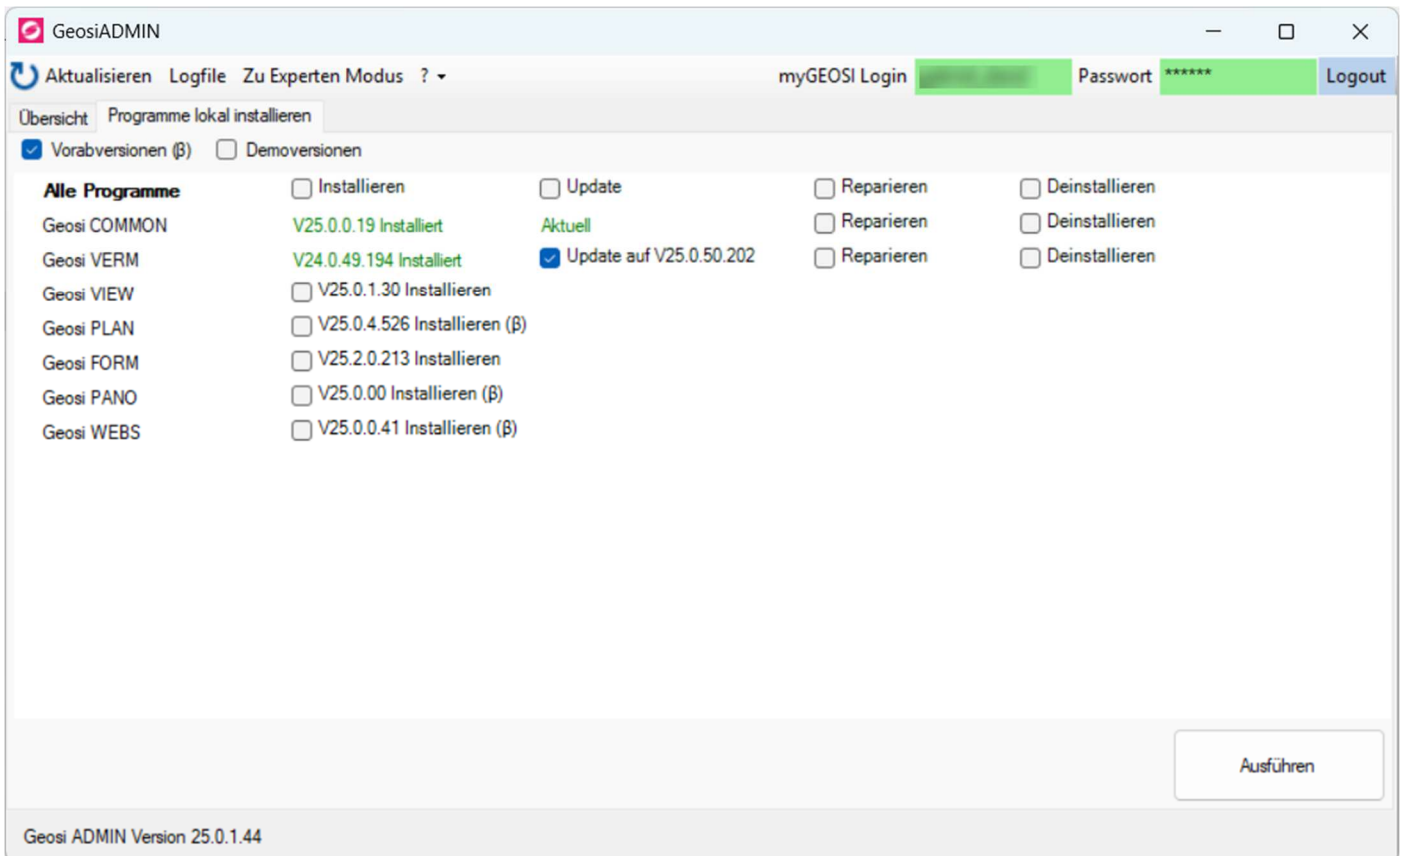 GeosiADMIN
Aktualisieren Logfile Zu Experten Modus ? myGEOSI Login Passwort ****** Logout
Übersicht Programme lokal installieren
Vorabversionen (β) Demoversionen
Alle Programme Installieren Update Reparieren Deinstallieren
Geosi COMMON V25.0.0.19 Installiert Aktuell Reparieren Deinstallieren
Geosi VERM V24.0.49.194 Installiert Update auf V25.0.50.202 Reparieren Deinstallieren
Geosi VIEW V25.0.1.30 Installieren
Geosi PLAN V25.0.4.526 Installieren (β)
Geosi FORM V25.2.0.213 Installieren
Geosi PANO V25.0.00 Installieren (β)
Geosi WEBS V25.0.0.41 Installieren (β)
Ausführen
Geosi ADMIN Version 25.0.1.44